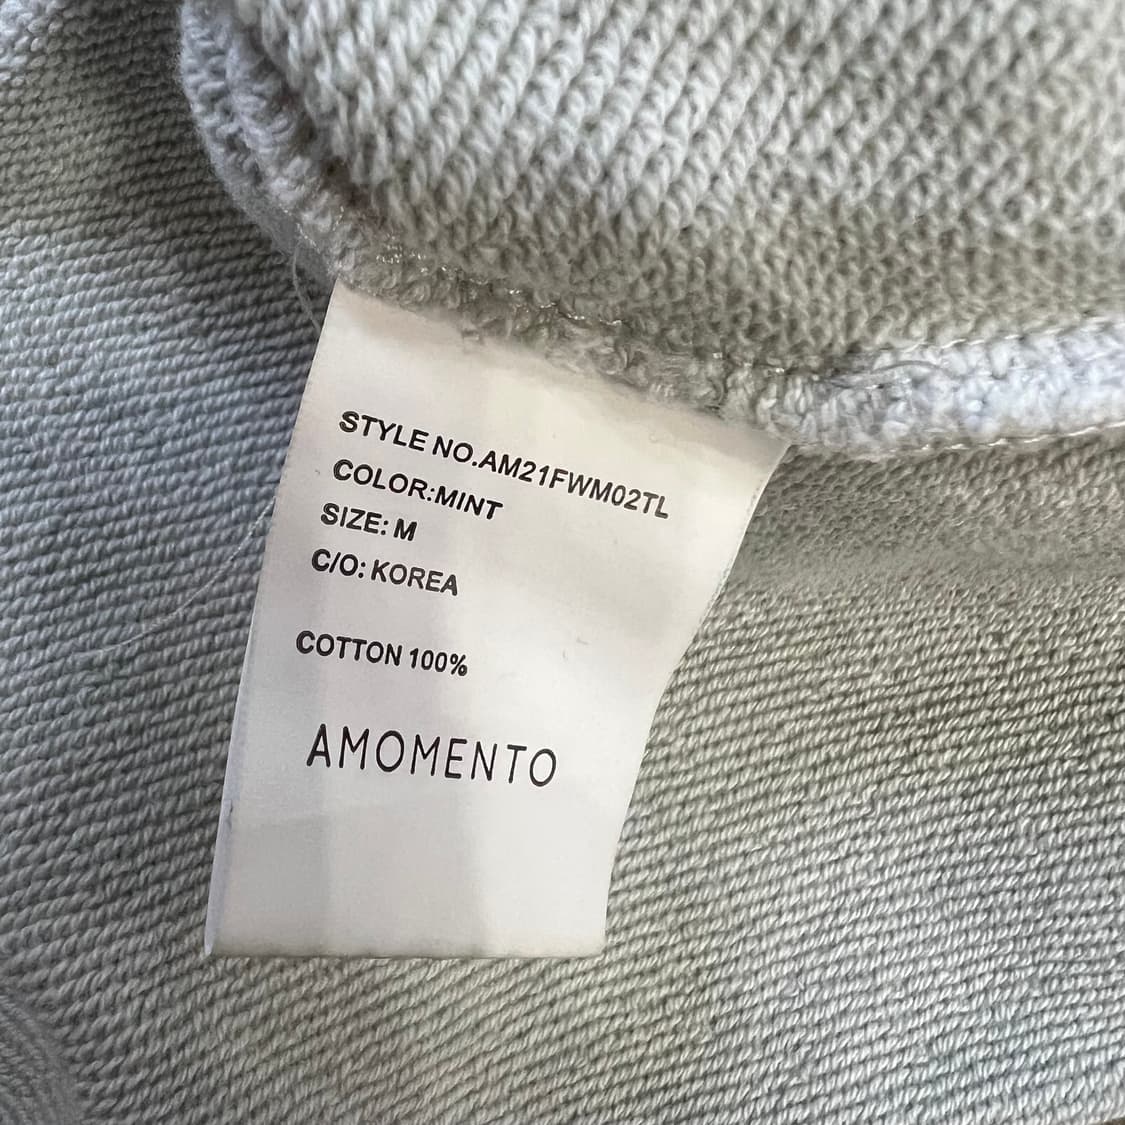 STYLE NO.AM21FWM02TL
COLOR:MINT
SIZE: M
C/O: KOREA
COTTON 100%
AMOMENTO